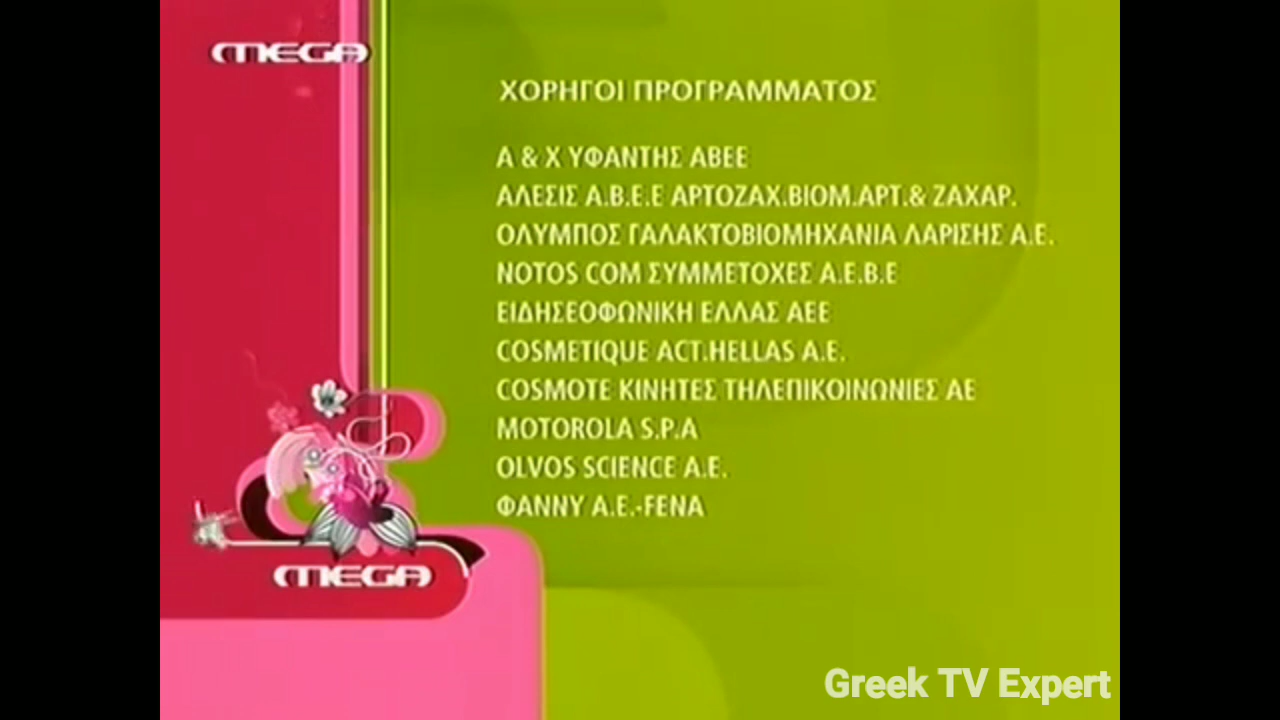 MEGA
ΧΟΡΗΓΟΙ ΠΡΟΓΡΑΜΜΑΤΟΣ
Α & Χ ΥΦΑΝΤΗΣ ΑΒΕΕ
ΑΛΕΣΙΣ Α.Β.Ε.Ε ΑΡΤΟΖΑΧ.ΒΙΟΜ.ΑΡΤ.& ΖΑΧΑΡ.
ΟΛΥΜΠΟΣ ΓΑΛΑΚΤΟΒΙΟΜΗΧΑΝΙΑ ΛΑΡΙΣΗΣ Α.Ε.
NOTOS COM ΣΥΜΜΕΤΟΧΕΣ Α.Ε.Β.Ε
ΕΙΔΗΣΕΟΦΩΝΙΚΗ ΕΛΛΑΣ ΑΕΕ
COSMETIQUE ACT.HELLAS A.E.
COSMOTE ΚΙΝΗΤΕΣ ΤΗΛΕΠΙΚΟΙΝΩΝΙΕΣ ΑΕ
MOTOROLA S.P.A
OLVOS SCIENCE A.E.
ΦΑΝΝΥ Α.Ε.-FENA
MEGA
Greek TV Expert